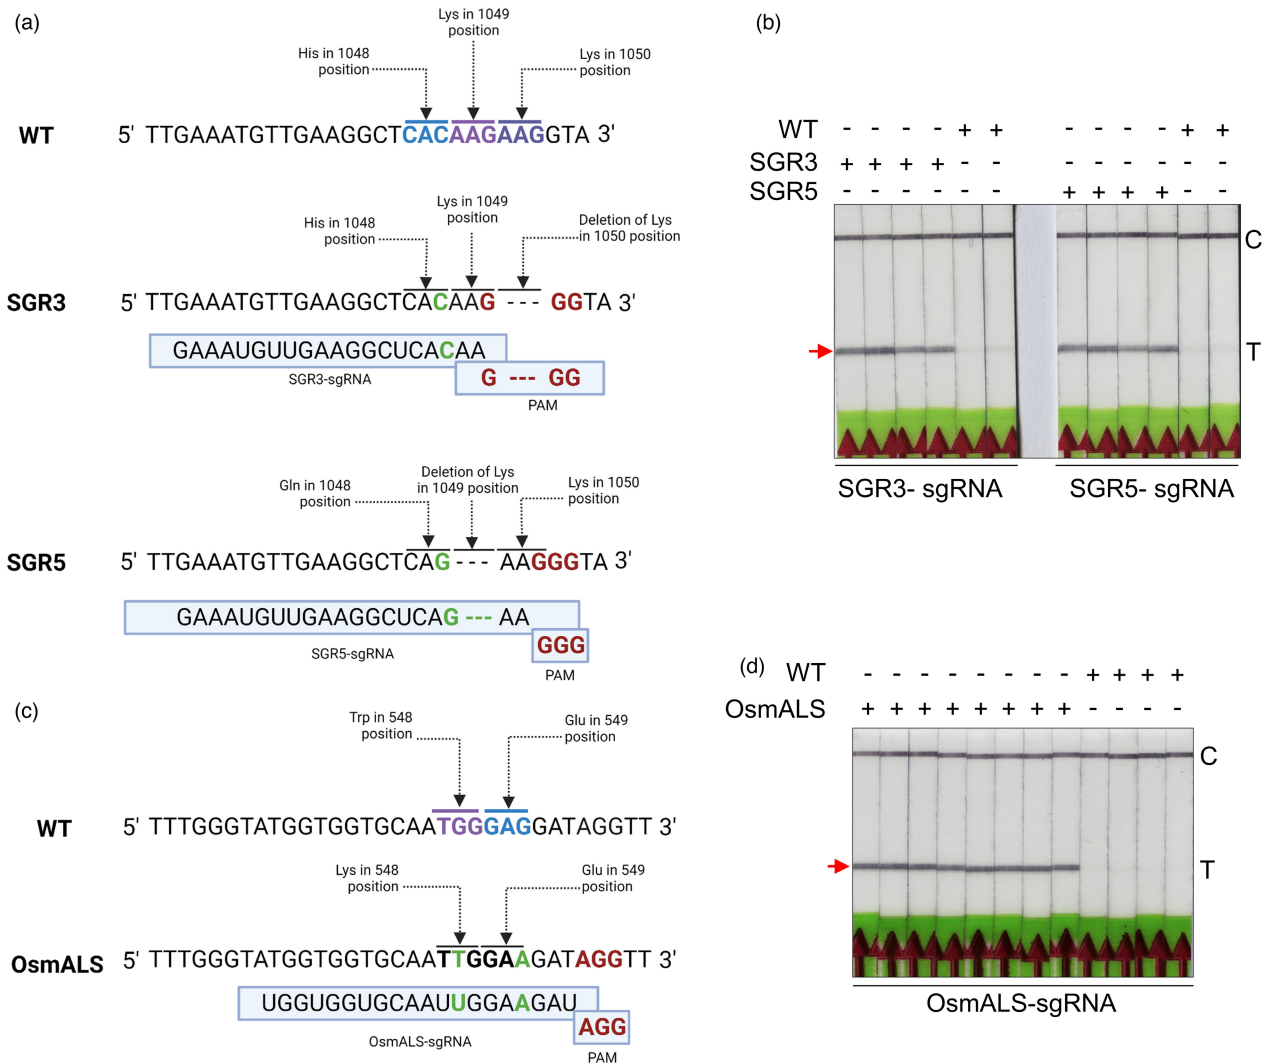 (a)
Lys in 1049
position
His in 1048
position
Lys in 1050
position
WT
5' TTGAAATGTTGAAGGCTCACAAGAAGGTA 3'
Lys in 1049
position
His in 1048
position
Deletion of Lys
in 1050 position
SGR3
5' TTGAAATGTTGAAGGCTCACAAG --- GGTA 3'
GAAAUGUUGAAGGCUCACAA
SGR3-sgRNA
G --- GG
PAM
Deletion of Lys
in 1049 position
Gln in 1048
position
Lys in 1050
position
SGR5
5' TTGAAATGTTGAAGGCTCAG --- AAGGGTA 3'
GAAAUGUUGAAGGCUCAG --- AA
SGR5-sgRNA
GGG
PAM
(b)
WT - - - - + + - - - - + +
SGR3 + + + + - - - - - - - -
SGR5 - - - - - - + + + + - -
C
T
SGR3- sgRNA SGR5- sgRNA
(c)
Trp in 548
position
Glu in 549
position
WT
5' TTTGGGTATGGTGGTGCAATGGGAGGATAGGTT 3'
Lys in 548
position
Glu in 549
position
OsmALS
5' TTTGGGTATGGTGGTGCAATTGGAAGATAGGTT 3'
UGGUGGUGCAAUUGGAAGAU
OsmALS-sgRNA
AGG
PAM
(d)
WT - - - - - - - - + + + +
OsmALS + + + + + + + + - - - -
C
T
OsmALS-sgRNA